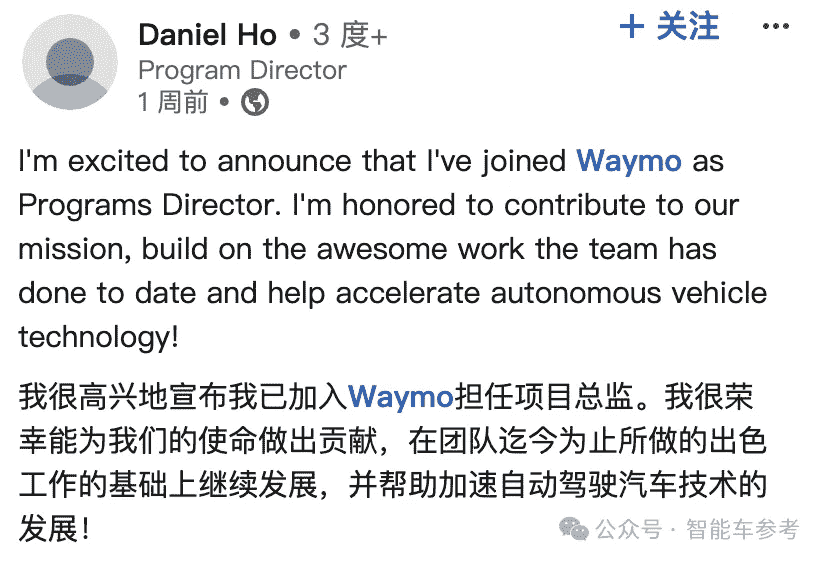 Daniel Ho • 3 度+
+ 关注
Program Director
1 周前 •
I'm excited to announce that I've joined Waymo as
Programs Director. I'm honored to contribute to our
mission, build on the awesome work the team has
done to date and help accelerate autonomous vehicle
technology!
我很高兴地宣布我已加入Waymo担任项目总监。我很荣
幸能为我们的使命做出贡献，在团队迄今为止所做的出色
工作的基础上继续发展，并帮助加速自动驾驶汽车技术的
发展！
公众号 · 智能车参考